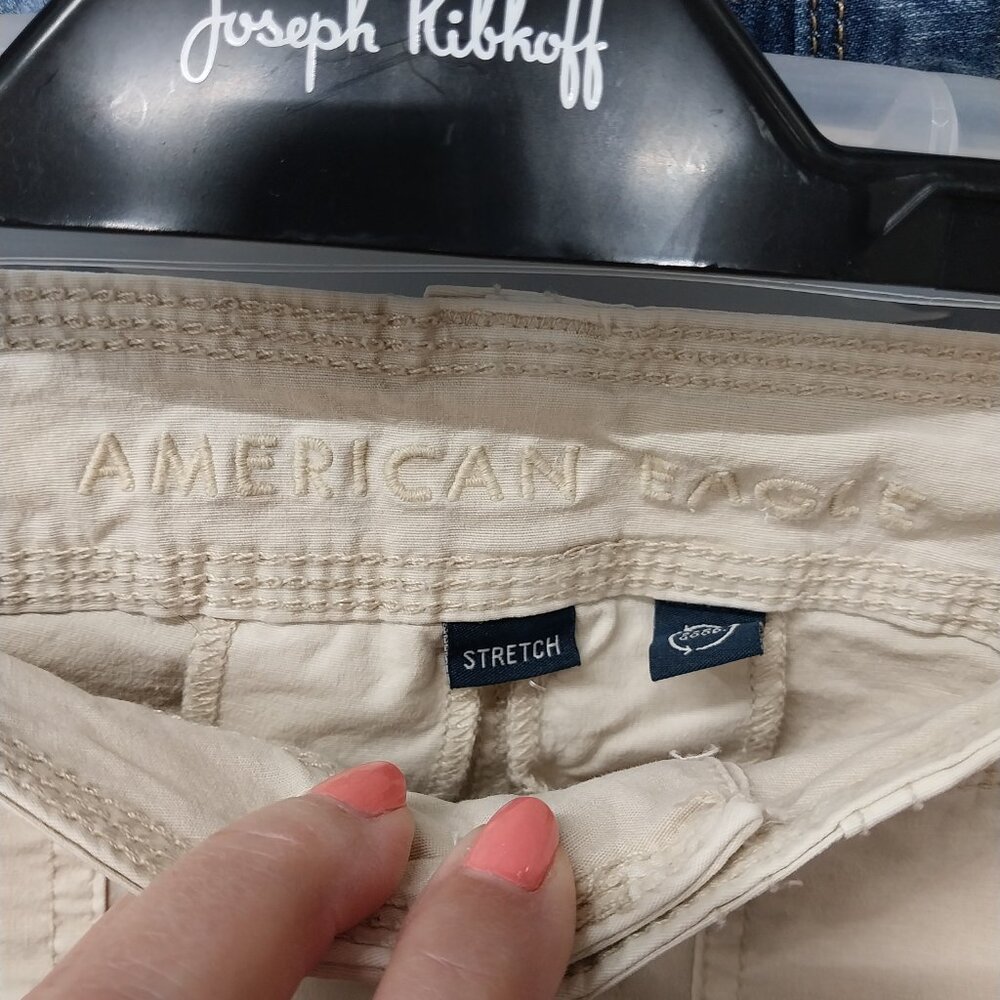 Joseph Ribkoff
AMERICAN EAGLE
STRETCH